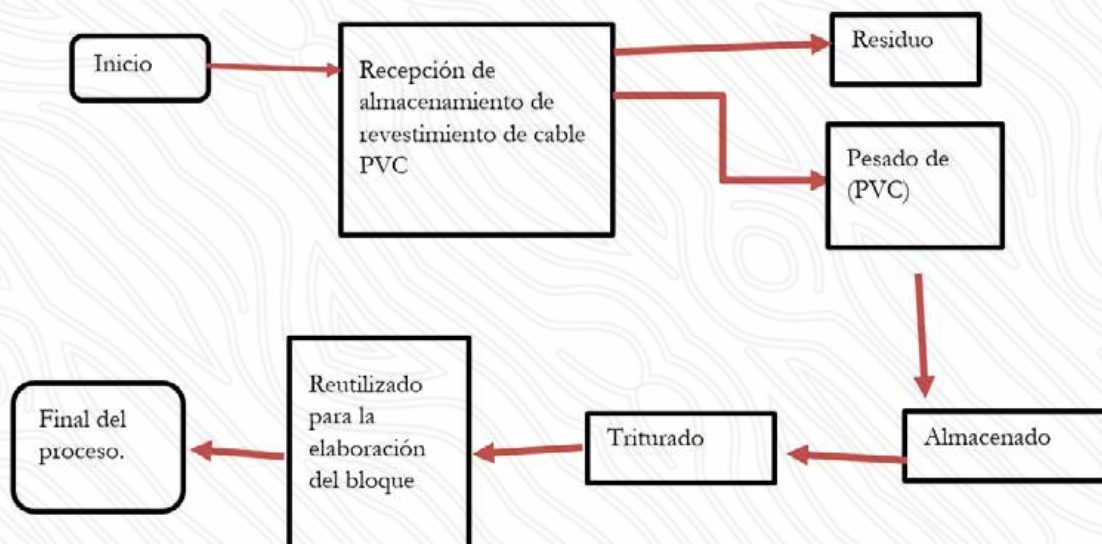 Inicio
Recepción de
almacenamiento de
revestimiento de cable
PVC
Residuo
Pesado de
(PVC)
Almacenado
Triturado
Reutilizado
para la
elaboración
del bloque
Final del
proceso.